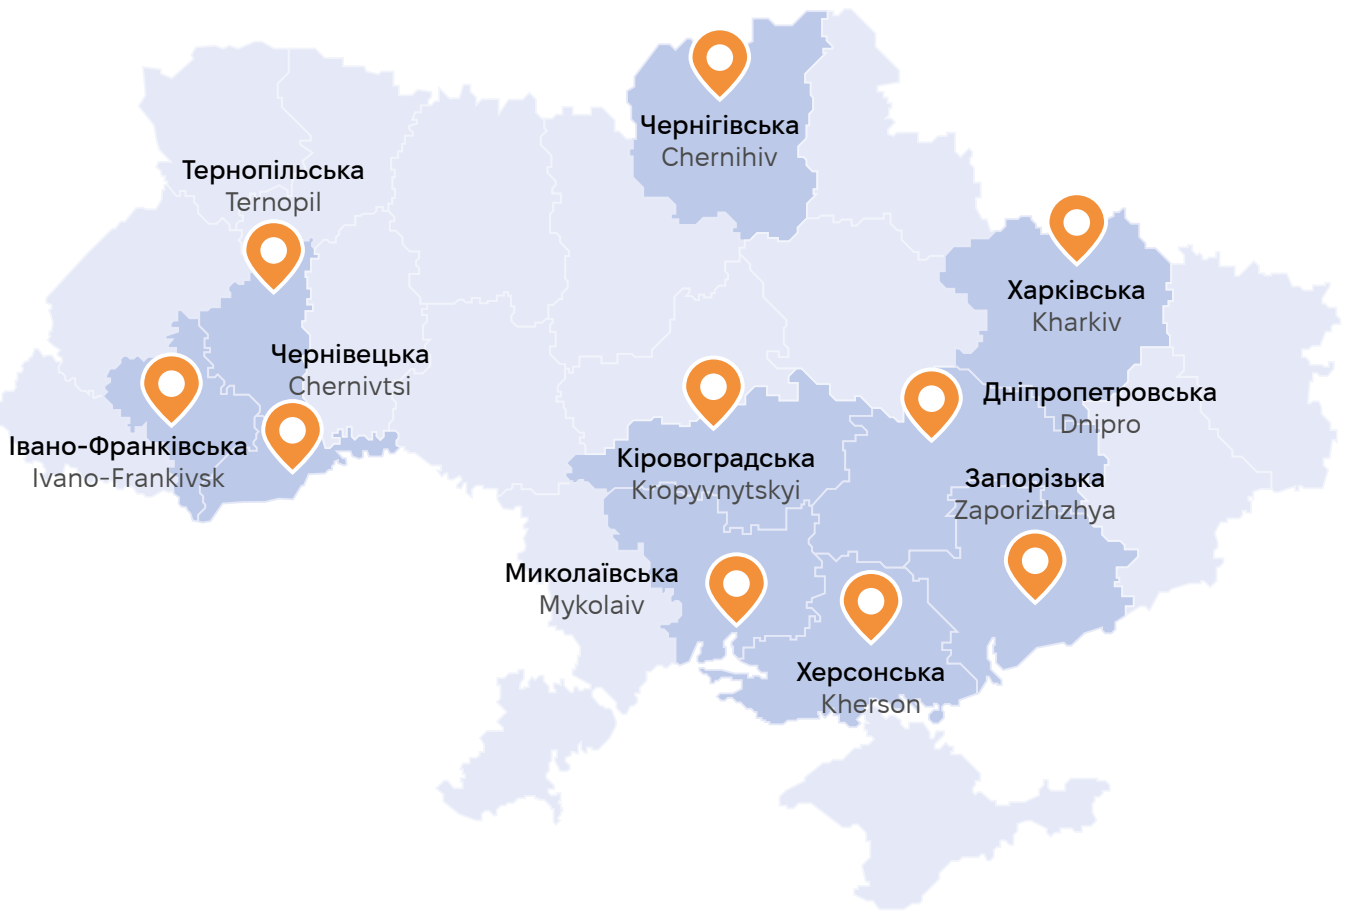 Чернігівська
Chernihiv
Тернопільська
Ternopil
Харківська
Kharkiv
Чернівецька
Chernivtsi
Дніпропетровська
Dnipro
Івано-Франківська
Ivano-Frankivsk
Кіровоградська
Kropyvnytskyi
Запорізька
Zaporizhzhya
Миколаївська
Mykolaiv
Херсонська
Kherson